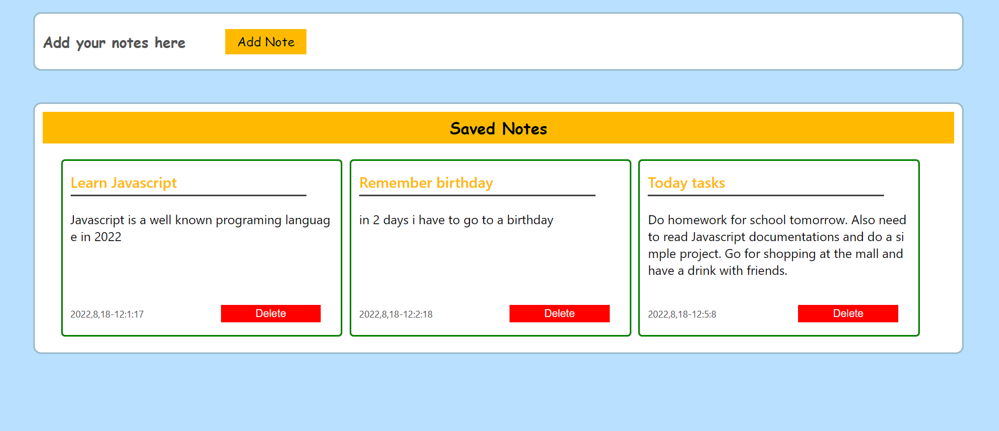 Add your notes here
Add Note
Saved Notes
Learn Javascript
Javascript is a well known programing languag
e in 2022
2022,8,18-12:1:17
Delete
Remember birthday
in 2 days i have to go to a birthday
2022,8,18-12:2:18
Delete
Today tasks
Do homework for school tomorrow. Also need
to read Javascript documentations and do a si
mple project. Go for shopping at the mall and
have a drink with friends.
2022,8,18-12:5:8
Delete